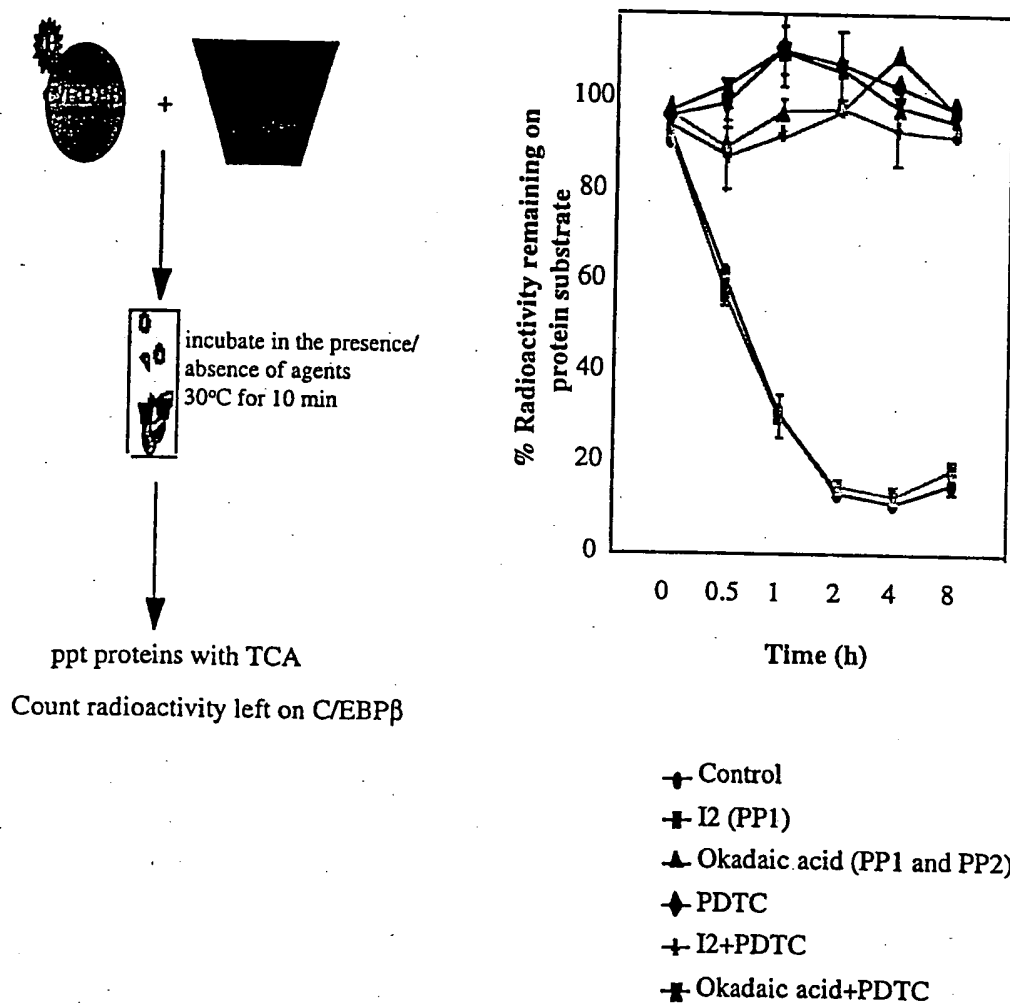 C/EBPβ
+
incubate in the presence/
absence of agents
30°C for 10 min
ppt proteins with TCA
Count radioactivity left on C/EBPβ
% Radioactivity remaining on
protein substrate
100
80
60
40
20
0
0 0.5 1 2 4 8
Time (h)
Control
I2 (PP1)
Okadaic acid (PP1 and PP2)
PDTC
I2+PDTC
Okadaic acid+PDTC